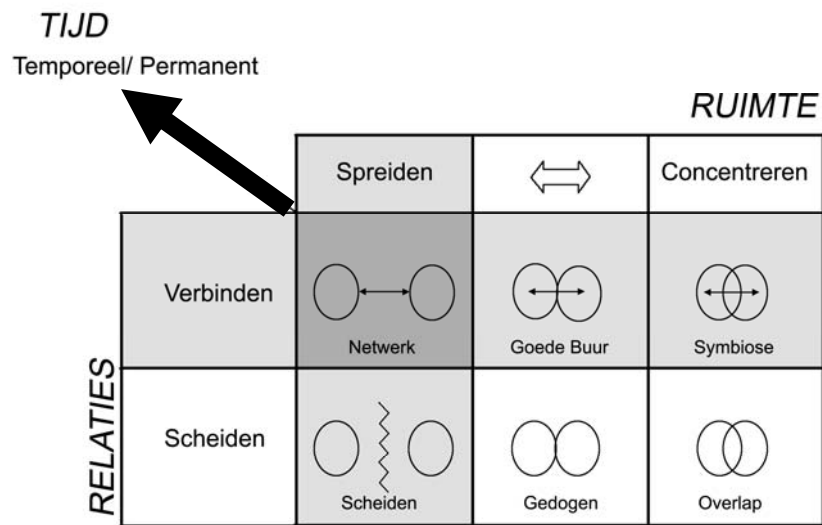 TIJD
Temporeel/ Permanent
RUIMTE
Spreiden
Concentreren
RELATIES
Verbinden
Netwerk
Goede Buur
Symbiose
Scheiden
Scheiden
Gedogen
Overlap